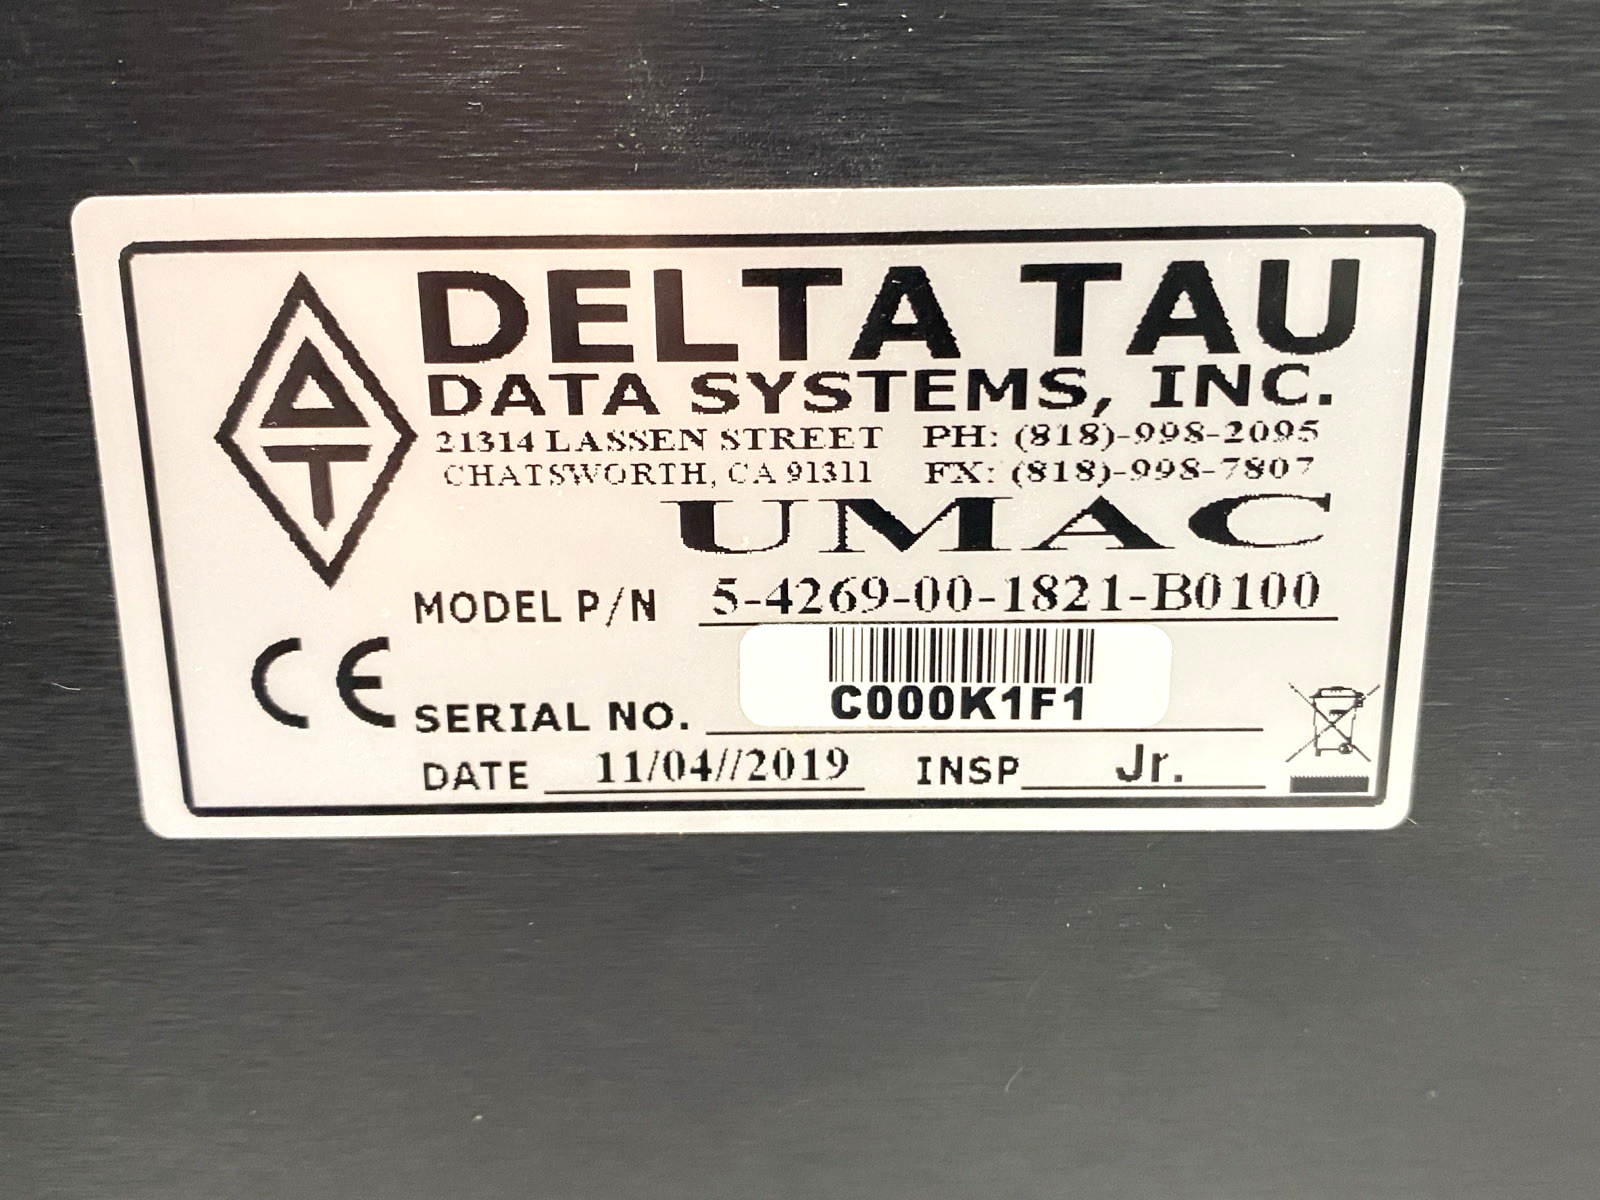 DELTA TAU
DATA SYSTEMS, INC.
21314 LASSEN STREET PH: (818)-998-2095
CHATSWORTH, CA 91311 FX: (818)-998-7807
UMAC
MODEL P/N 5-4269-00-1821-B0100
CE
SERIAL NO. C000K1F1
DATE 11/04//2019 INSP Jr.